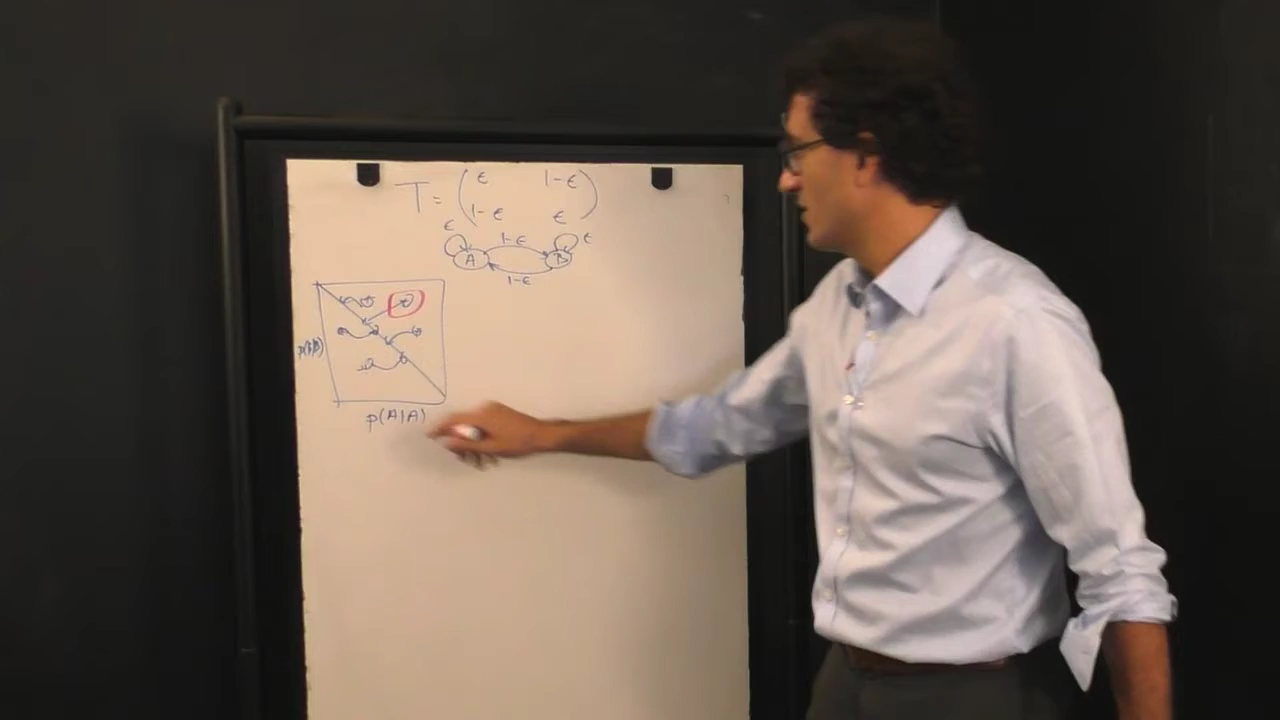 T = ( ε 1-ε
1-ε ε )
ε 1-ε ε
A B
1-ε
p(B|B)
p(A|A)